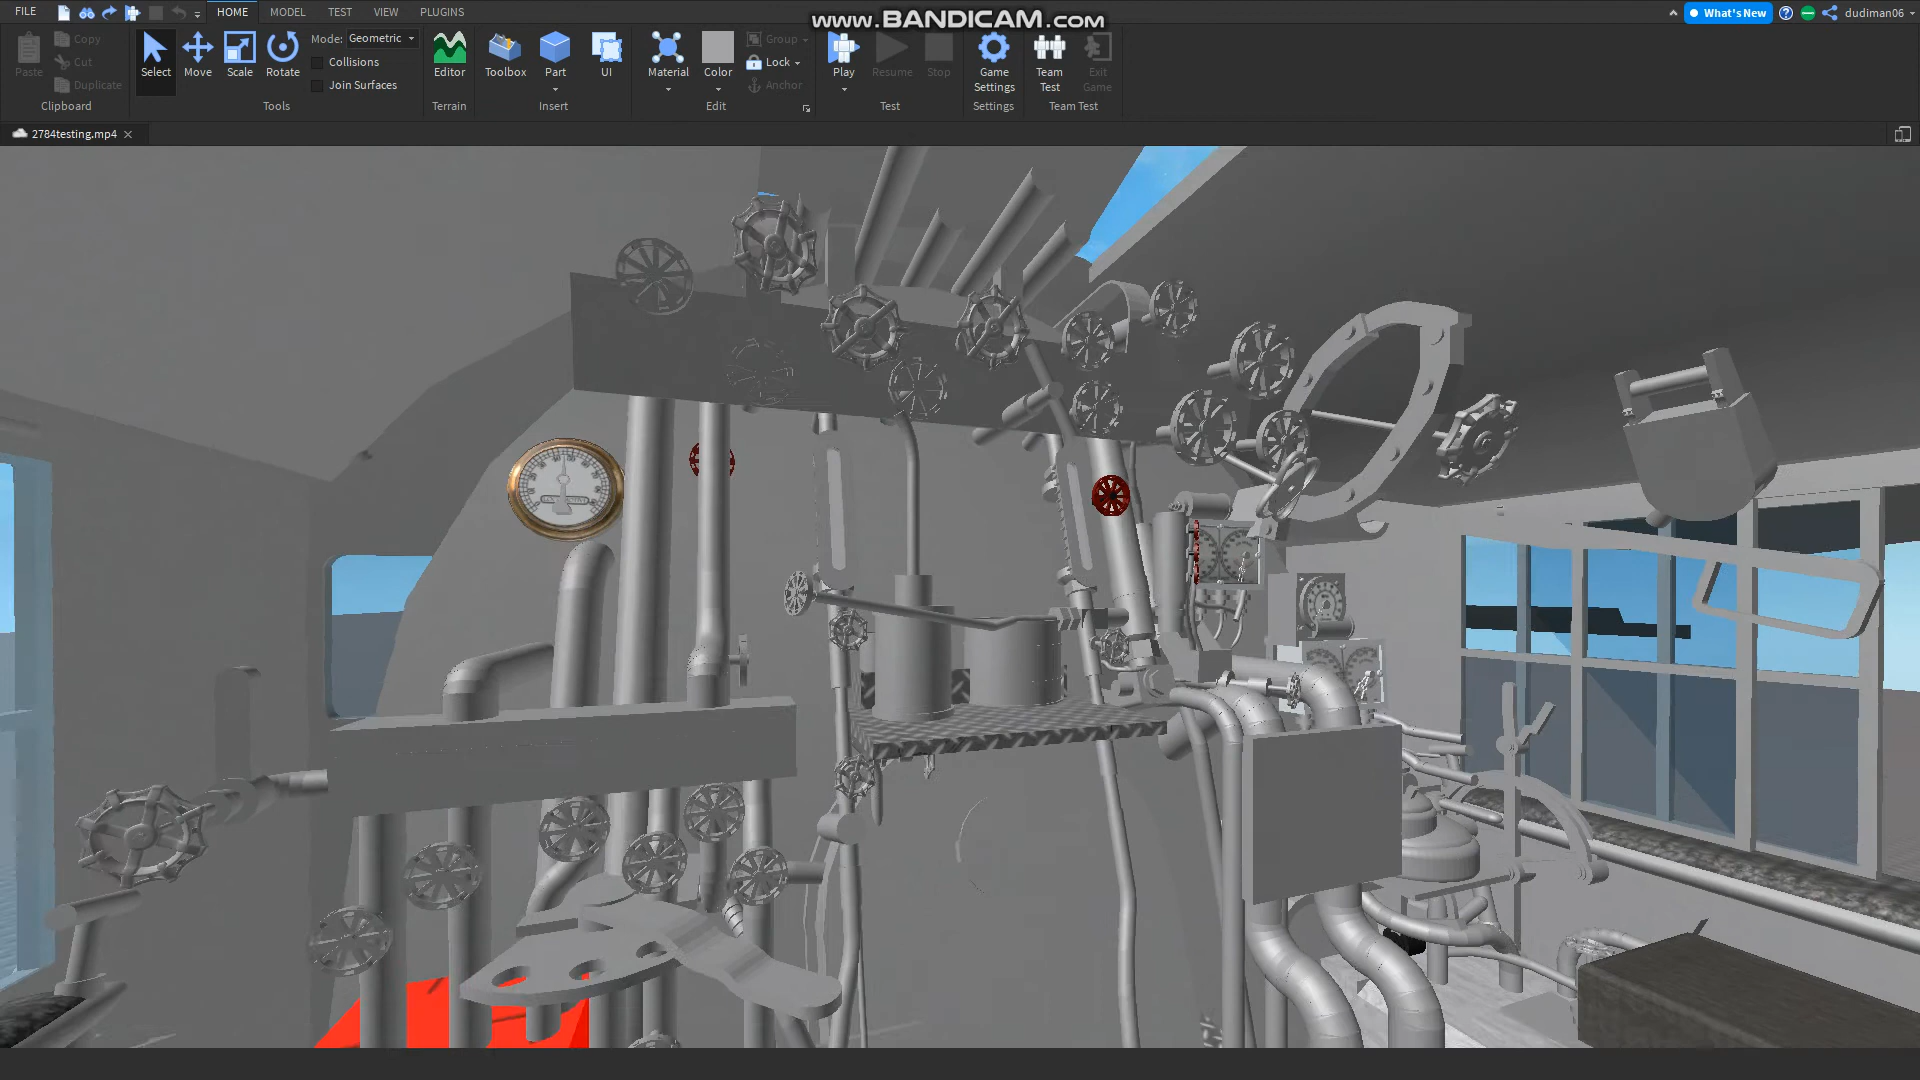 www.BANDICAM.com
FILE HOME MODEL TEST VIEW PLUGINS What's New dudiman06
Paste Copy Cut Duplicate Clipboard
Select Move Scale Rotate Mode: Geometric Collisions Join Surfaces Tools
Editor Terrain
Toolbox Part UI Insert
Material Color Group Lock Anchor Edit
Play Resume Stop Test
Game Settings Settings
Team Test Exit Game Team Test
2784testing.mp4